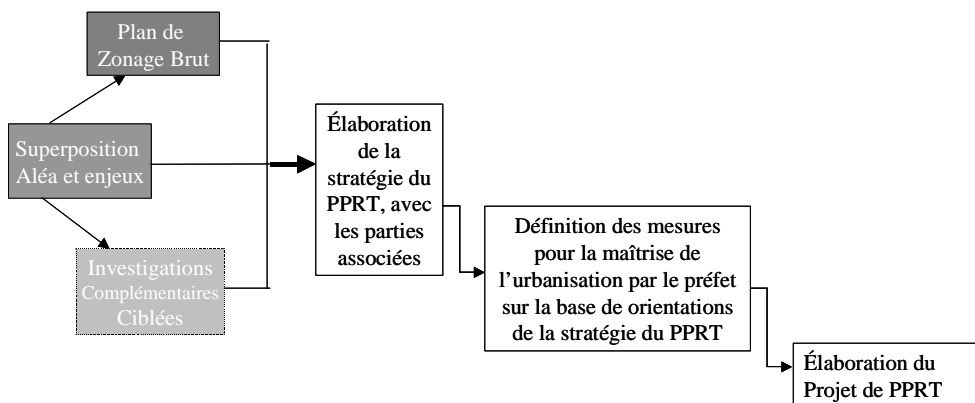 Plan de
Zonage Brut
Superposition
Aléa et enjeux
Investigations
Complémentaires
Ciblées
Élaboration
de la
stratégie du
PPRT, avec
les parties
associées
Définition des mesures
pour la maîtrise de
l’urbanisation par le préfet
sur la base de orientations
de la stratégie du PPRT
Élaboration du
Projet de PPRT